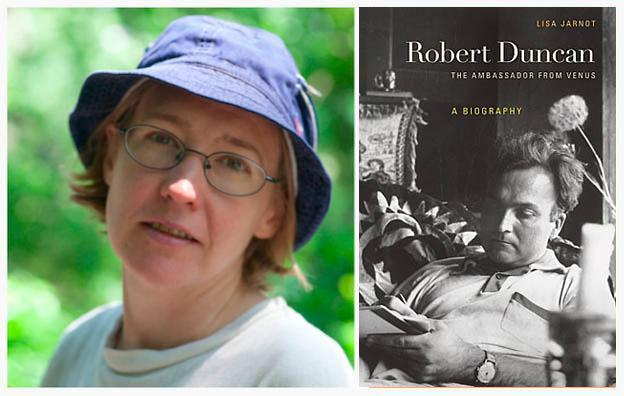 LISA JARNOT
Robert Duncan
THE AMBASSADOR FROM VENUS
A BIOGRAPHY